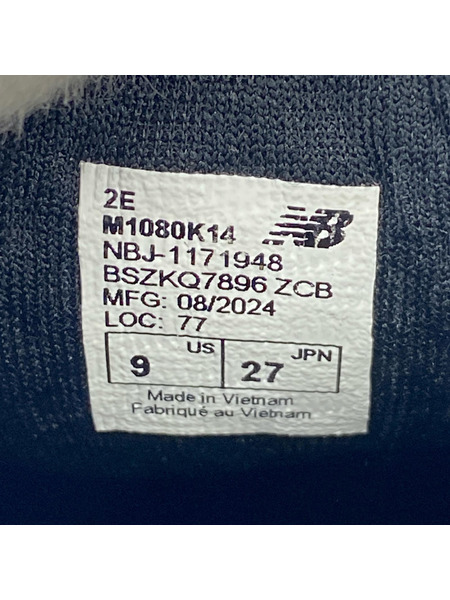 2E
M1080K14
NB
NBJ-1171948
BSZKQ7896 ZCB
MFG: 08/2024
LOC: 77
9 US 27 JPN
Made in Vietnam
Fabriqué au Vietnam